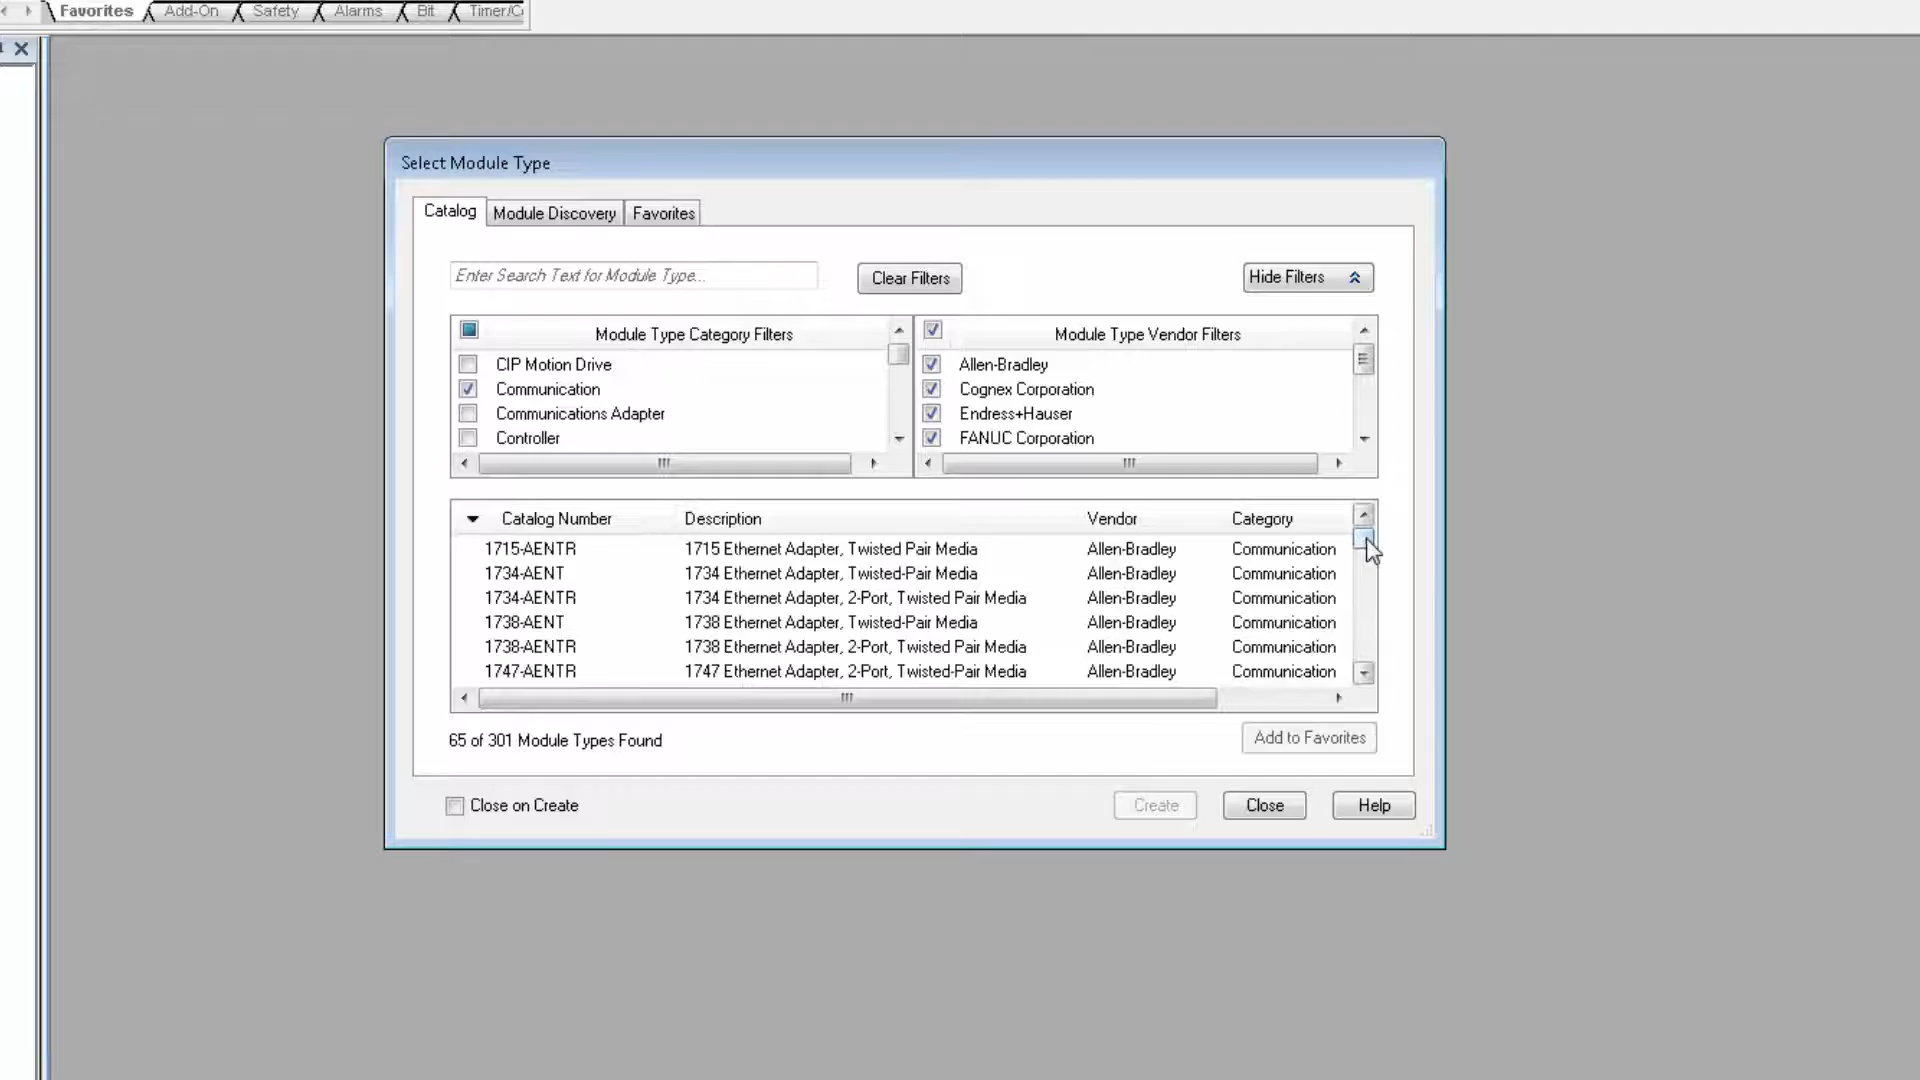 Favorites Add-On Safety Alarms Bit Timer/C
Select Module Type
Catalog Module Discovery Favorites
Enter Search Text for Module Type... Clear Filters Hide Filters
Module Type Category Filters Module Type Vendor Filters
CIP Motion Drive Allen-Bradley
Communication Cognex Corporation
Communications Adapter Endress+Hauser
Controller FANUC Corporation
Catalog Number Description Vendor Category
1715-AENTR 1715 Ethernet Adapter, Twisted Pair Media Allen-Bradley Communication
1734-AENT 1734 Ethernet Adapter, Twisted-Pair Media Allen-Bradley Communication
1734-AENTR 1734 Ethernet Adapter, 2-Port, Twisted Pair Media Allen-Bradley Communication
1738-AENT 1738 Ethernet Adapter, Twisted-Pair Media Allen-Bradley Communication
1738-AENTR 1738 Ethernet Adapter, 2-Port, Twisted Pair Media Allen-Bradley Communication
1747-AENTR 1747 Ethernet Adapter, 2-Port, Twisted-Pair Media Allen-Bradley Communication
65 of 301 Module Types Found Add to Favorites
Close on Create Create Close Help